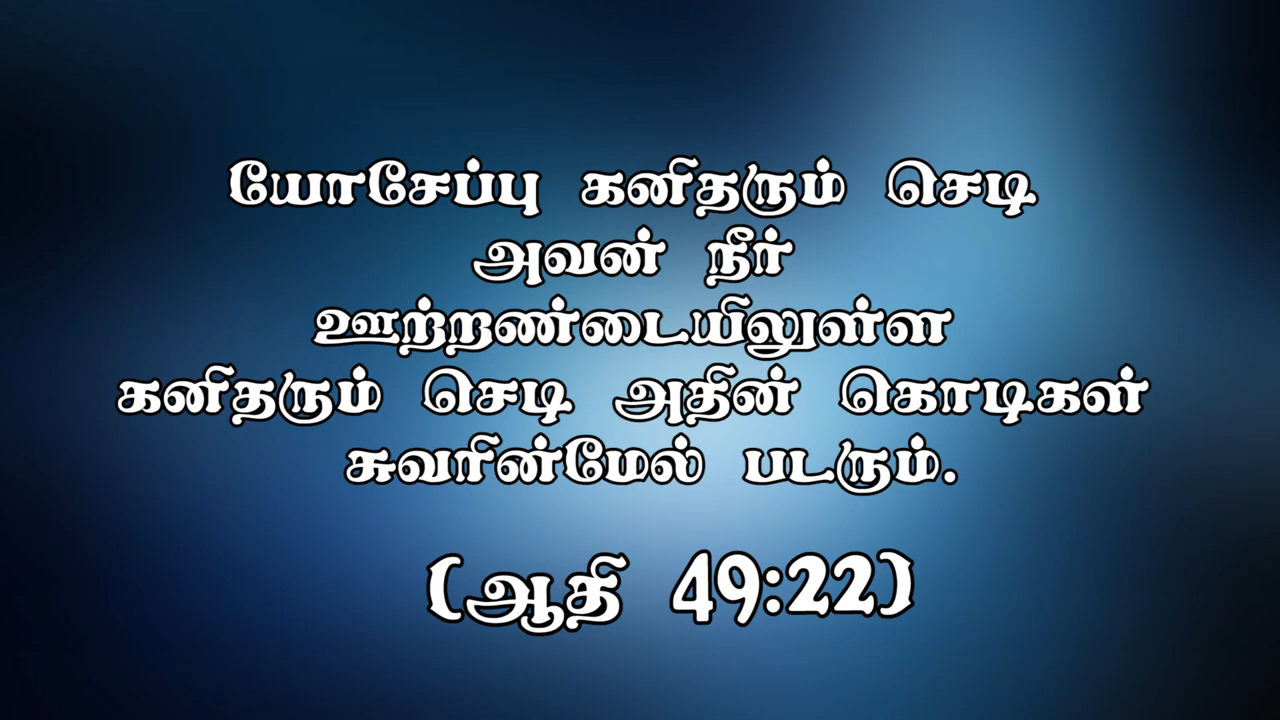 யோசேப்பு கனிதரும் செடி
அவன் நீர்
ஊற்றண்டையிலுள்ள
கனிதரும் செடி அதின் கொடிகள்
சுவரின்மேல் படரும்.
(ஆதி 49:22)